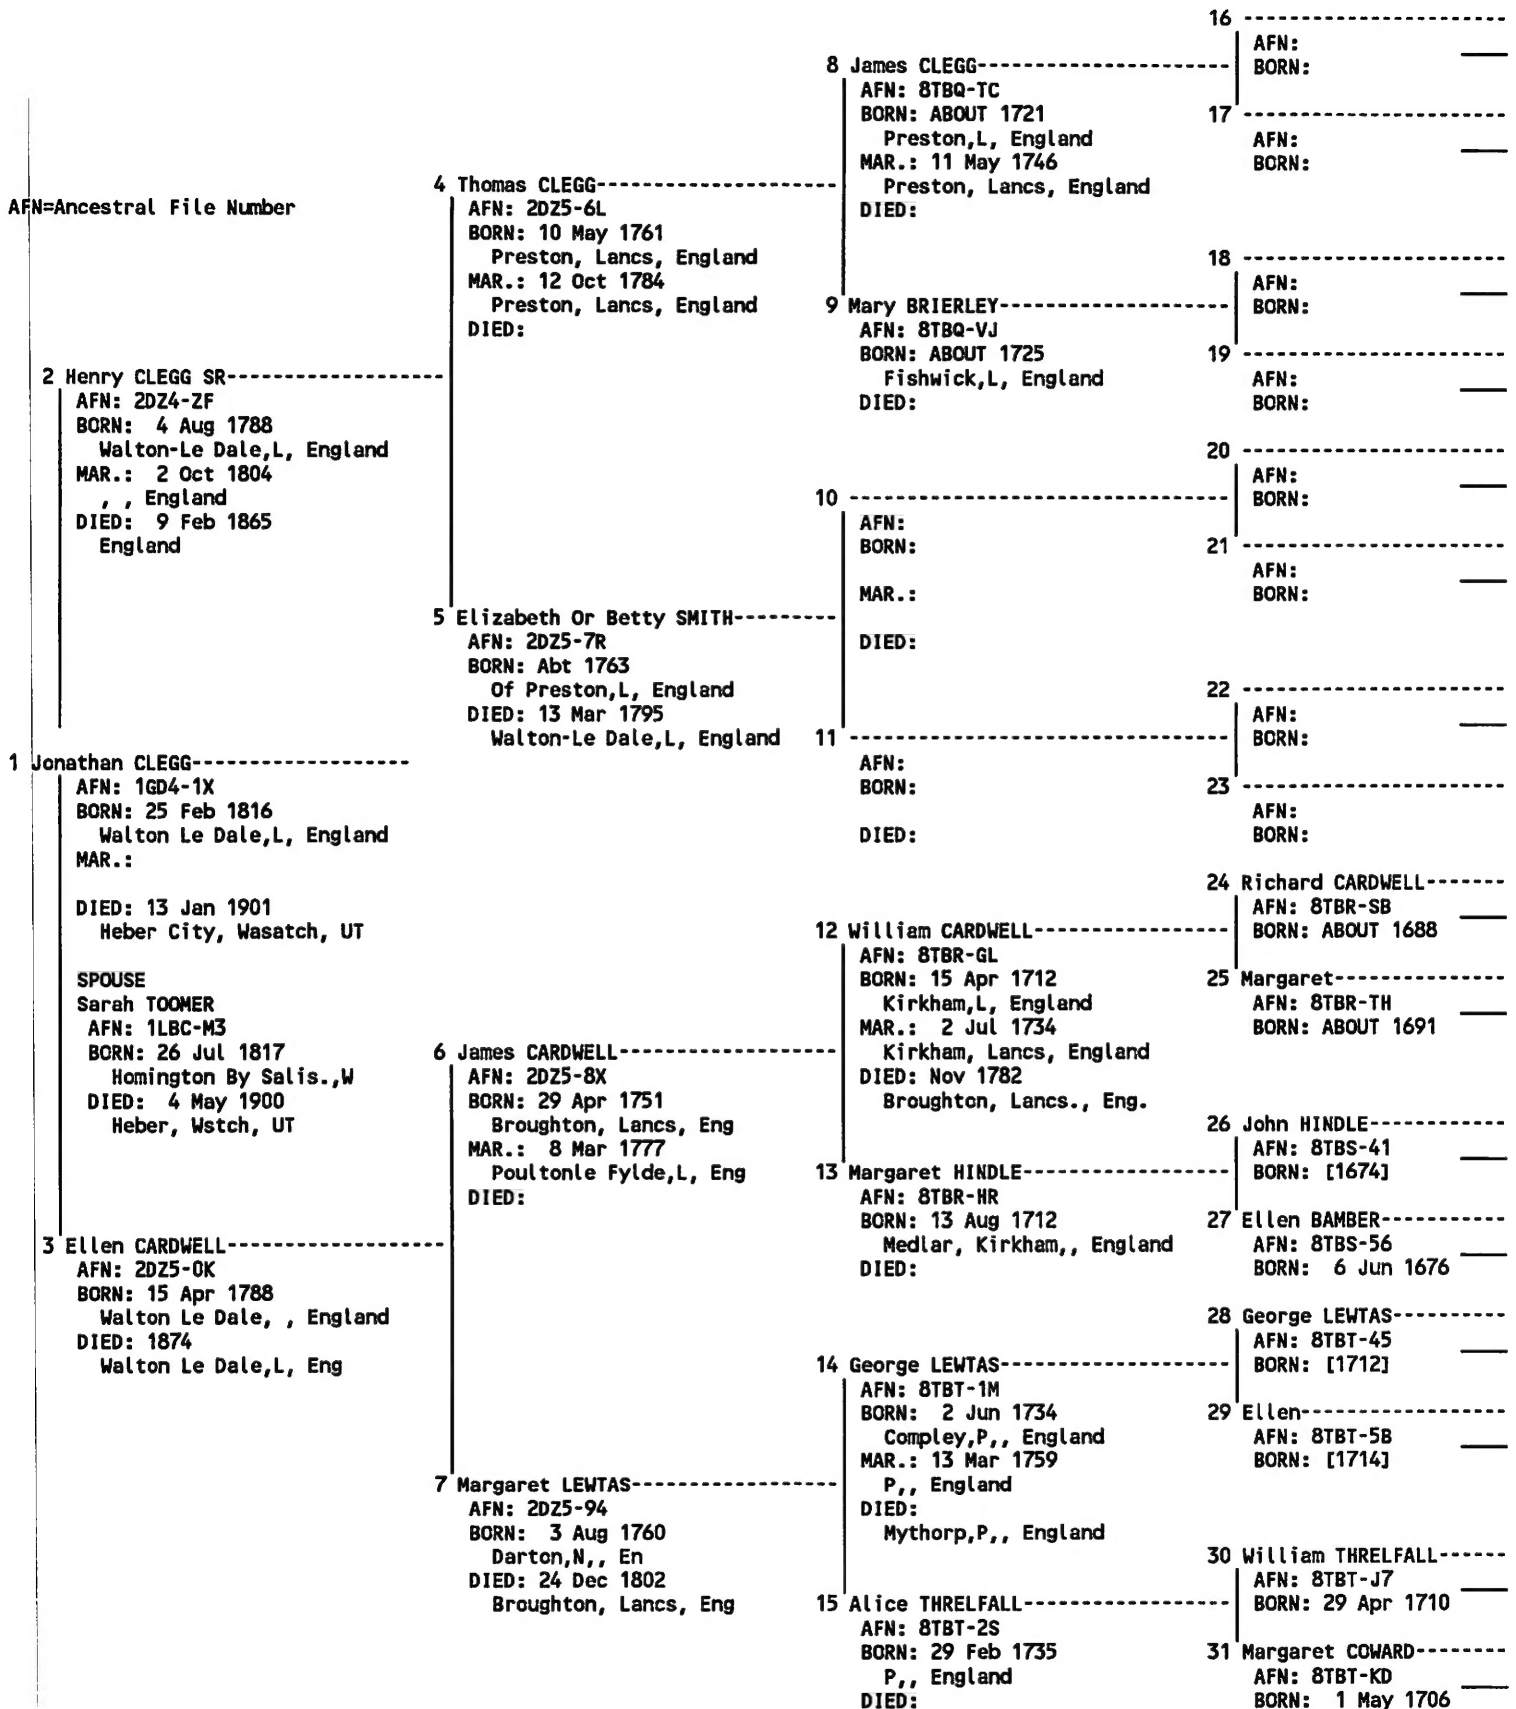 AFN=Ancestral File Number
1 Jonathan CLEGG-------------------
AFN: 1GD4-1X
BORN: 25 Feb 1816
Walton Le Dale,L, England
MAR.:
DIED: 13 Jan 1901
Heber City, Wasatch, UT
SPOUSE
Sarah TOOMER
AFN: 1LBC-M3
BORN: 26 Jul 1817
Homington By Salis.,W
DIED: 4 May 1900
Heber, Wstch, UT
2 Henry CLEGG SR------------------
AFN: 2DZ4-ZF
BORN: 4 Aug 1788
Walton-Le Dale,L, England
MAR.: 2 Oct 1804
, , England
DIED: 9 Feb 1865
England
3 Ellen CARDWELL------------------
AFN: 2DZ5-0K
BORN: 15 Apr 1788
Walton Le Dale, , England
DIED: 1874
Walton Le Dale,L, Eng
4 Thomas CLEGG--------------------
AFN: 2DZ5-6L
BORN: 10 May 1761
Preston, Lancs, England
MAR.: 12 Oct 1784
Preston, Lancs, England
DIED:
5 Elizabeth Or Betty SMITH---------
AFN: 2DZ5-7R
BORN: Abt 1763
Of Preston,L, England
DIED: 13 Mar 1795
Walton-Le Dale,L, England
6 James CARDWELL------------------
AFN: 2DZ5-8X
BORN: 29 Apr 1751
Broughton, Lancs, Eng
MAR.: 8 Mar 1777
Poultonle Fylde,L, Eng
DIED:
7 Margaret LEWTAS-----------------
AFN: 2DZ5-94
BORN: 3 Aug 1760
Darton,N,, En
DIED: 24 Dec 1802
Broughton, Lancs, Eng
8 James CLEGG---------------------
AFN: 8TBQ-TC
BORN: ABOUT 1721
Preston,L, England
MAR.: 11 May 1746
Preston, Lancs, England
DIED:
9 Mary BRIERLEY-------------------
AFN: 8TBQ-VJ
BORN: ABOUT 1725
Fishwick,L, England
DIED:
10 --------------------------------
AFN:
BORN:
MAR.:
DIED:
11 --------------------------------
AFN:
BORN:
DIED:
12 William CARDWELL----------------
AFN: 8TBR-GL
BORN: 15 Apr 1712
Kirkham,L, England
MAR.: 2 Jul 1734
Kirkham, Lancs, England
DIED: Nov 1782
Broughton, Lancs., Eng.
13 Margaret HINDLE-----------------
AFN: 8TBR-HR
BORN: 13 Aug 1712
Medlar, Kirkham,, England
DIED:
14 George LEWTAS-------------------
AFN: 8TBT-1M
BORN: 2 Jun 1734
Compley,P,, England
MAR.: 13 Mar 1759
P,, England
DIED:
Mythorp,P,, England
15 Alice THRELFALL-----------------
AFN: 8TBT-2S
BORN: 29 Feb 1735
P,, England
DIED:
16 ----------------------
AFN:
BORN:
17 ----------------------
AFN:
BORN:
18 ----------------------
AFN:
BORN:
19 ----------------------
AFN:
BORN:
20 ----------------------
AFN:
BORN:
21 ----------------------
AFN:
BORN:
22 ----------------------
AFN:
BORN:
23 ----------------------
AFN:
BORN:
24 Richard CARDWELL-------
AFN: 8TBR-SB
BORN: ABOUT 1688
25 Margaret---------------
AFN: 8TBR-TH
BORN: ABOUT 1691
26 John HINDLE------------
AFN: 8TBS-41
BORN: [1674]
27 Ellen BAMBER-----------
AFN: 8TBS-56
BORN: 6 Jun 1676
28 George LEWTAS----------
AFN: 8TBT-45
BORN: [1712]
29 Ellen------------------
AFN: 8TBT-5B
BORN: [1714]
30 William THRELFALL------
AFN: 8TBT-J7
BORN: 29 Apr 1710
31 Margaret COWARD--------
AFN: 8TBT-KD
BORN: 1 May 1706